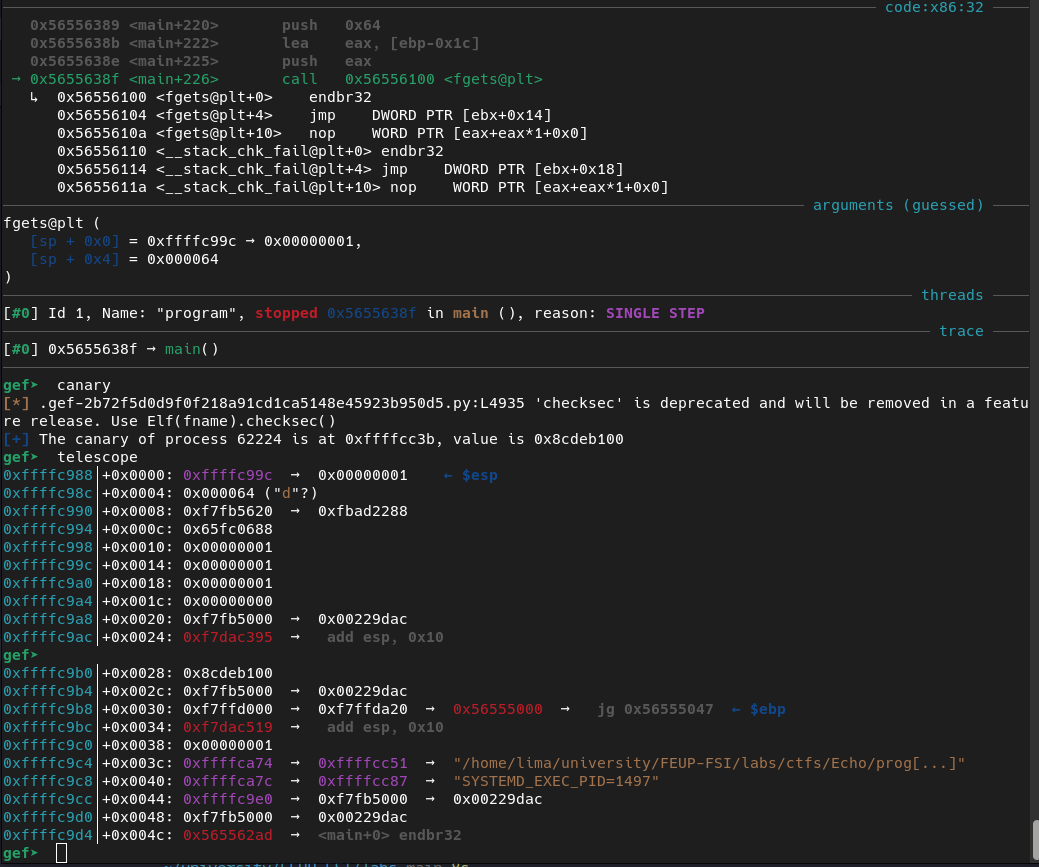 code:x86:32
0x56556389 <main+220> push 0x64
0x5655638b <main+222> lea eax, [ebp-0x1c]
0x5655638e <main+225> push eax
→ 0x5655638f <main+226> call 0x56556100 <fgets@plt>
↳ 0x56556100 <fgets@plt+0> endbr32
0x56556104 <fgets@plt+4> jmp DWORD PTR [ebx+0x14]
0x5655610a <fgets@plt+10> nop WORD PTR [eax+eax*1+0x0]
0x56556110 <__stack_chk_fail@plt+0> endbr32
0x56556114 <__stack_chk_fail@plt+4> jmp DWORD PTR [ebx+0x18]
0x5655611a <__stack_chk_fail@plt+10> nop WORD PTR [eax+eax*1+0x0]
arguments (guessed)
fgets@plt (
[sp + 0x0] = 0xffffc99c → 0x00000001,
[sp + 0x4] = 0x000064
)
threads
[#0] Id 1, Name: "program", stopped 0x5655638f in main (), reason: SINGLE STEP
trace
[#0] 0x5655638f → main()
gef➤ canary
[*] .gef-2b72f5d0d9f0f218a91cd1ca5148e45923b950d5.py:L4935 'checksec' is deprecated and will be removed in a featu
re release. Use Elf(fname).checksec()
[+] The canary of process 62224 is at 0xffffcc3b, value is 0x8cdeb100
gef➤ telescope
0xffffc988│+0x0000: 0xffffc99c → 0x00000001 ← $esp
0xffffc98c│+0x0004: 0x000064 ("d"?)
0xffffc990│+0x0008: 0xf7fb5620 → 0xfbad2288
0xffffc994│+0x000c: 0x65fc0688
0xffffc998│+0x0010: 0x00000001
0xffffc99c│+0x0014: 0x00000001
0xffffc9a0│+0x0018: 0x00000001
0xffffc9a4│+0x001c: 0x00000000
0xffffc9a8│+0x0020: 0xf7fb5000 → 0x00229dac
0xffffc9ac│+0x0024: 0xf7dac395 → add esp, 0x10
gef➤
0xffffc9b0│+0x0028: 0x8cdeb100
0xffffc9b4│+0x002c: 0xf7fb5000 → 0x00229dac
0xffffc9b8│+0x0030: 0xf7ffd000 → 0xf7ffda20 → 0x56555000 → jg 0x56555047 ← $ebp
0xffffc9bc│+0x0034: 0xf7dac519 → add esp, 0x10
0xffffc9c0│+0x0038: 0x00000001
0xffffc9c4│+0x003c: 0xffffca74 → 0xffffcc51 → "/home/lima/university/FEUP-FSI/labs/ctfs/Echo/prog[...]"
0xffffc9c8│+0x0040: 0xffffca7c → 0xffffcc87 → "SYSTEMD_EXEC_PID=1497"
0xffffc9cc│+0x0044: 0xffffc9e0 → 0xf7fb5000 → 0x00229dac
0xffffc9d0│+0x0048: 0xf7fb5000 → 0x00229dac
0xffffc9d4│+0x004c: 0x565562ad → <main+0> endbr32
gef➤